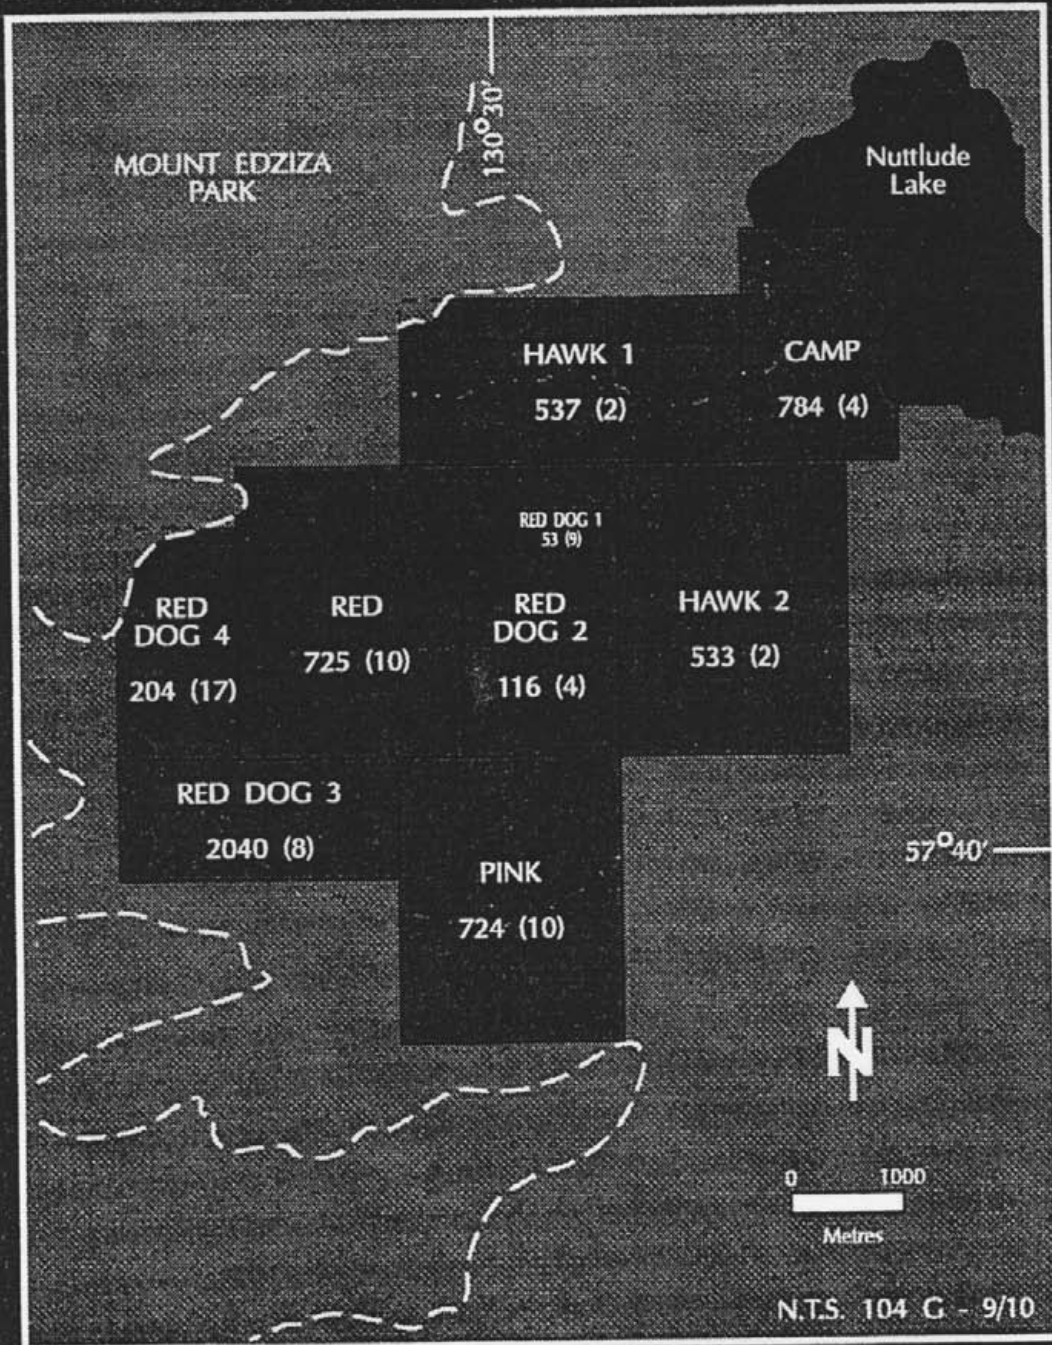 130°30′
MOUNT EDZIZA
PARK
Nuttlude
Lake
HAWK 1
537 (2)
CAMP
784 (4)
RED DOG 1
53 (9)
RED
DOG 4
204 (17)
RED
725 (10)
RED
DOG 2
116 (4)
HAWK 2
533 (2)
RED DOG 3
2040 (8)
57°40′
PINK
724 (10)
N
0 1000
Metres
N.T.S. 104 G - 9/10